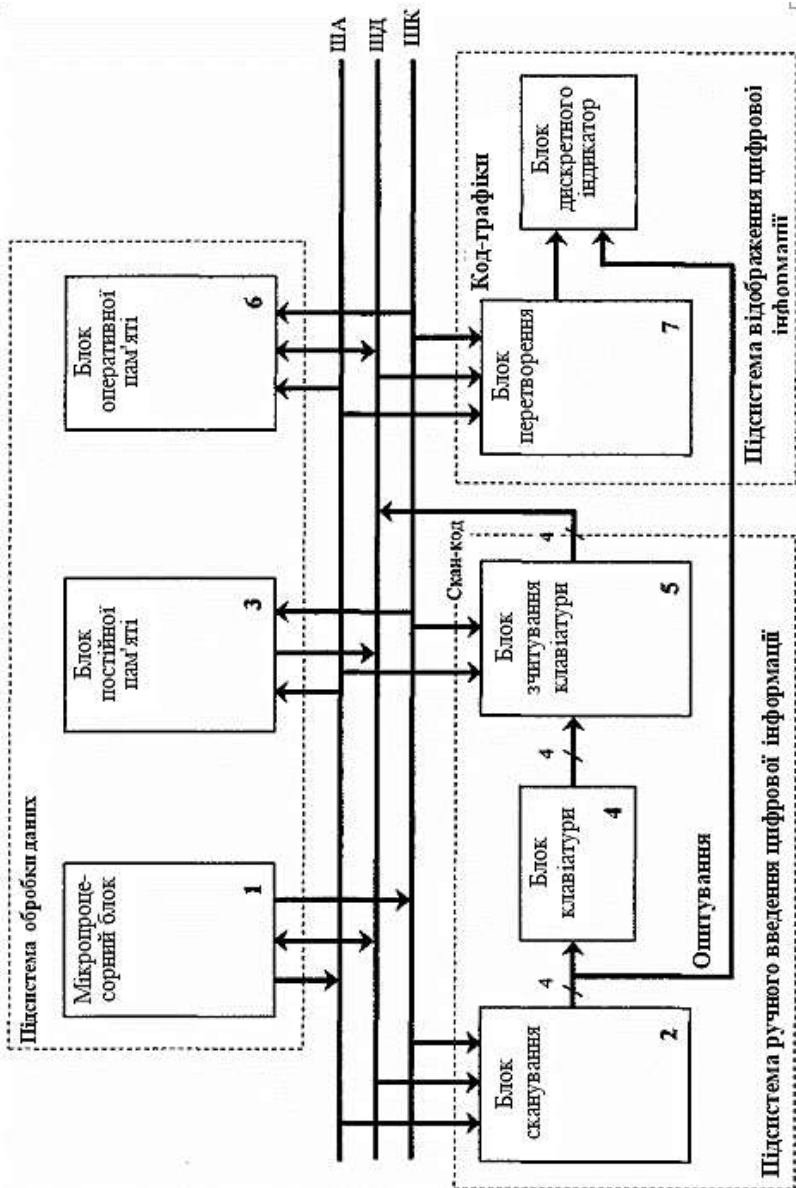 Підсистема обробки даних
Мікропроце-
сорний блок
1
Блок
постійної
пам'яті
3
Блок
оперативної
пам'яті
6
ША
ШД
ШК
Блок
сканування
2
4
Блок
клавіатури
4
4
Блок
зчитування
клавіатури
5
Скан-код
4
Опитування
Підсистема ручного введення цифрової інформації
Блок
перетворення
7
Код-графіки
Блок
дискретного
індикатор
Підсистема відображення цифрової
інформації